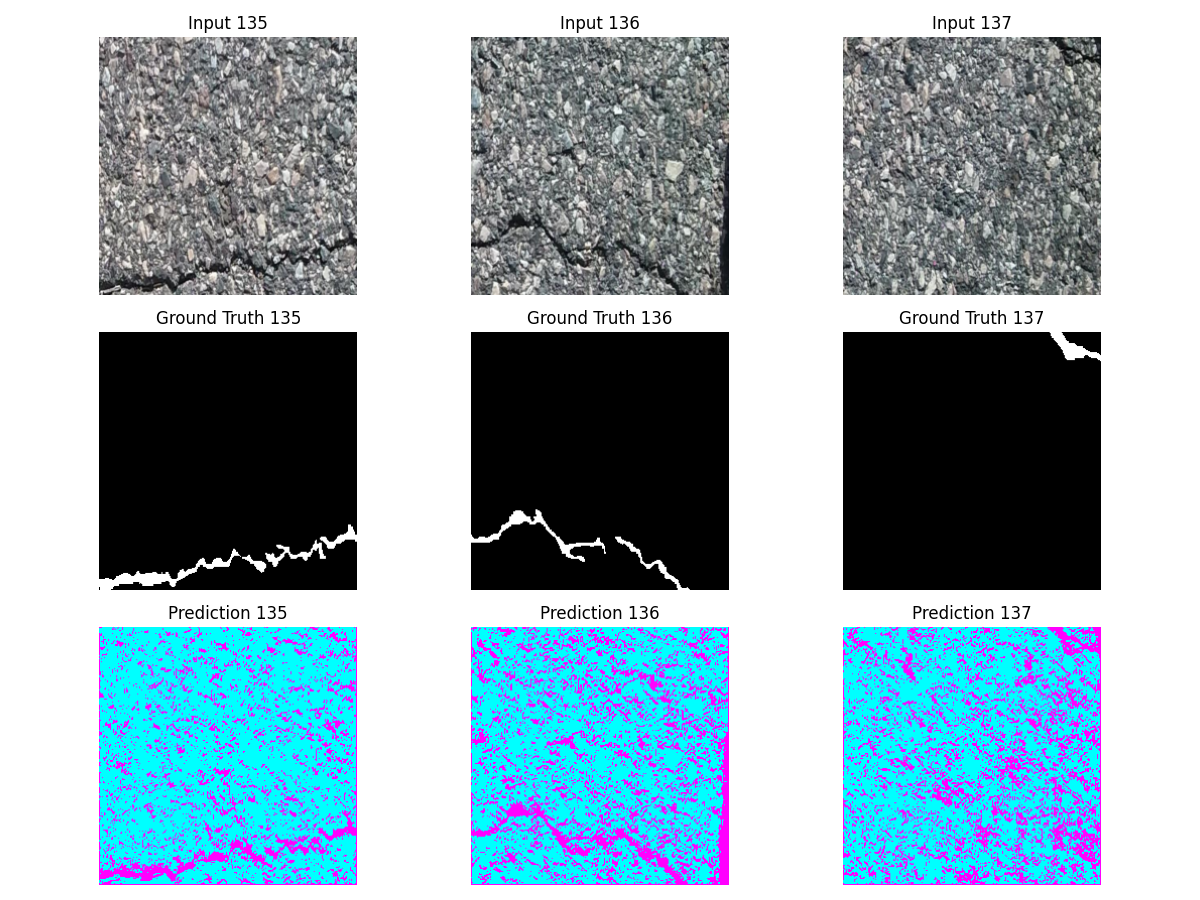 Input 135
Input 136
Input 137
Ground Truth 135
Ground Truth 136
Ground Truth 137
Prediction 135
Prediction 136
Prediction 137